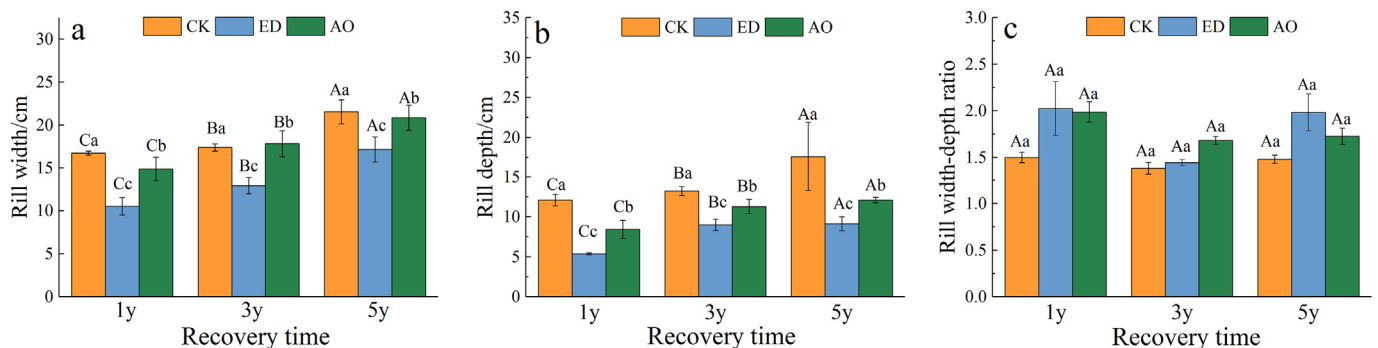 a
CK ED AO
Rill width/cm
30
25
20
15
10
5
0
Ca Cc Cb Ba Bc Bb Aa Ac Ab
1y 3y 5y
Recovery time
b
CK ED AO
Rill depth/cm
35
30
25
20
15
10
5
0
Ca Cc Cb Ba Bc Bb Aa Ac Ab
1y 3y 5y
Recovery time
c
CK ED AO
Rill width-depth ratio
3.0
2.5
2.0
1.5
1.0
0.5
0.0
Aa Aa Aa Aa Aa Aa Aa Aa Aa
1y 3y 5y
Recovery time